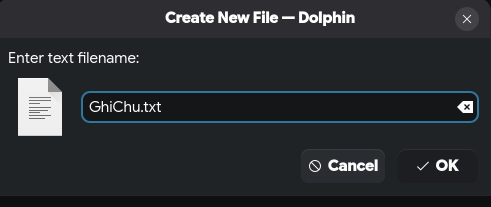 Create New File — Dolphin
Enter text filename:
GhiChu.txt
Cancel
OK